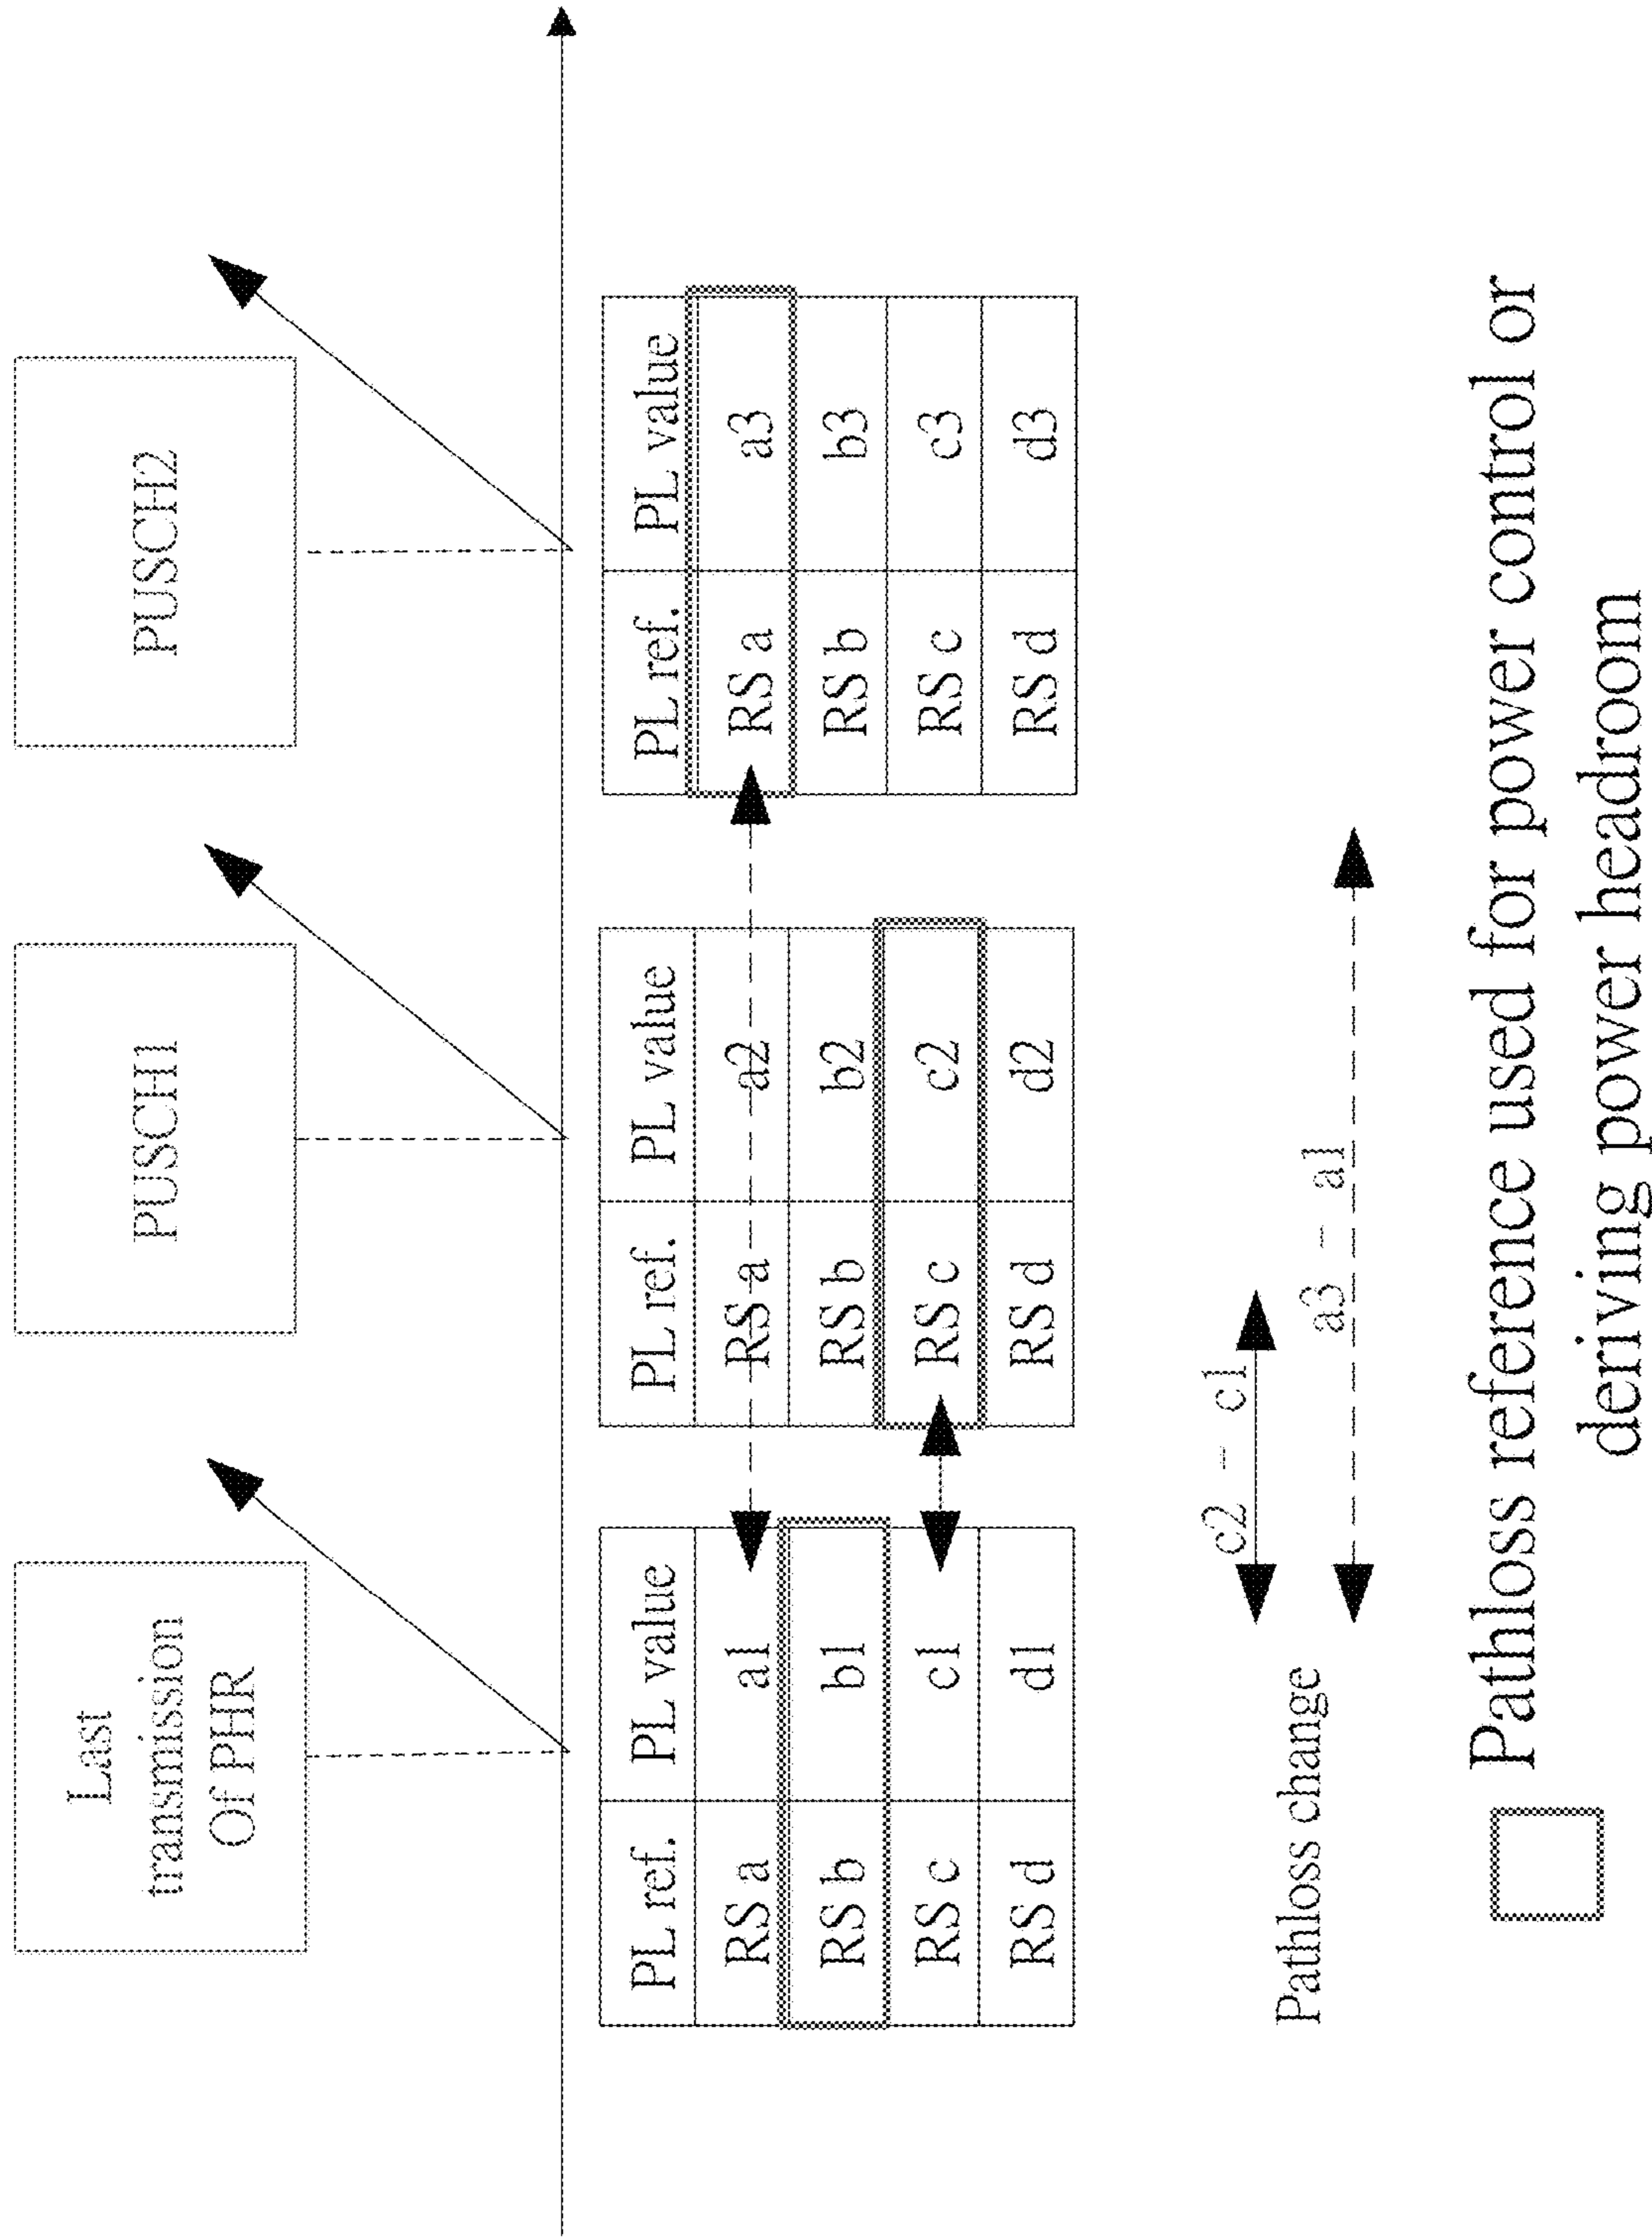 Last
transmission
Of PHR
PUSCH1
PUSCH2
PL ref. PL value
RS a a1
RS b b1
RS c c1
RS d d1
PL ref. PL value
RS a a2
RS b b2
RS c c2
RS d d2
PL ref. PL value
RS a a3
RS b b3
RS c c3
RS d d3
Pathloss change
c2 - c1
a3 - a1
Pathloss reference used for power control or
deriving power headroom